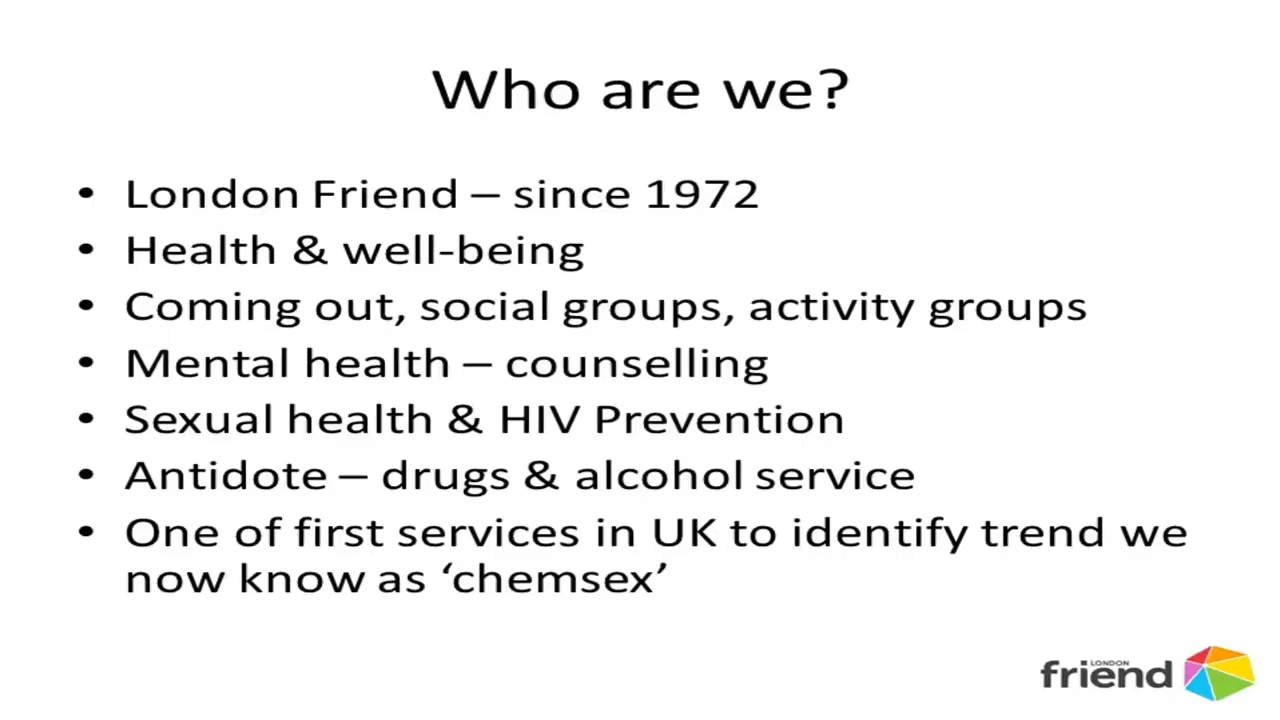 Who are we?
• London Friend – since 1972
• Health & well-being
• Coming out, social groups, activity groups
• Mental health – counselling
• Sexual health & HIV Prevention
• Antidote – drugs & alcohol service
• One of first services in UK to identify trend we
now know as ‘chemsex’
LONDON
friend